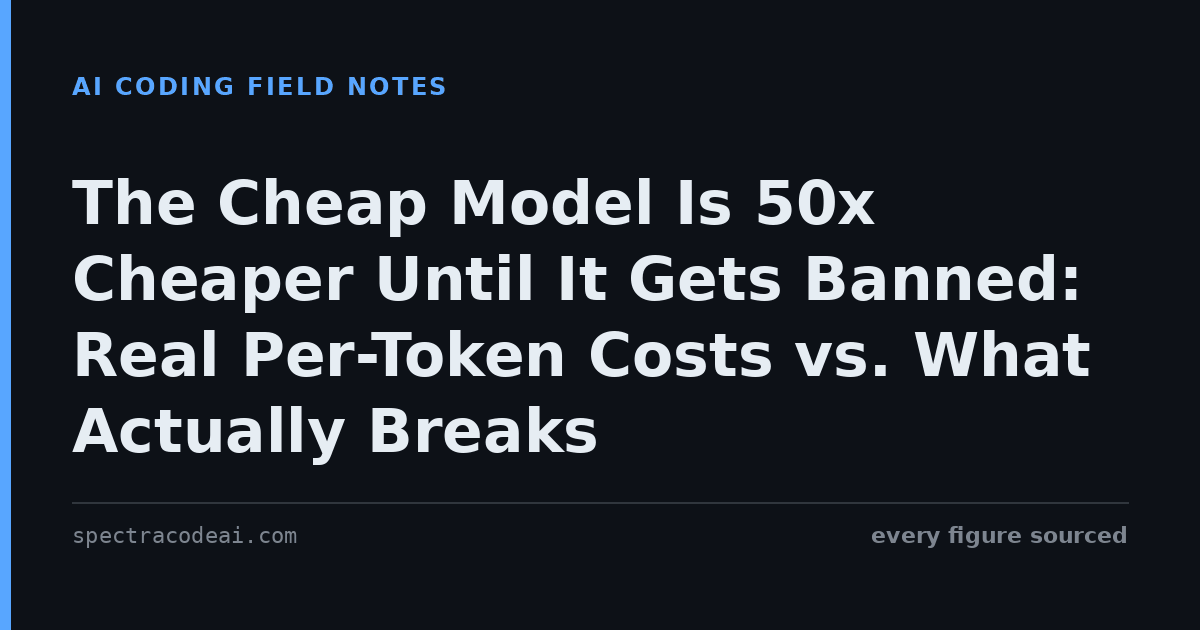 AI CODING FIELD NOTES
The Cheap Model Is 50x
Cheaper Until It Gets Banned:
Real Per-Token Costs vs. What
Actually Breaks
spectracodeai.com
every figure sourced